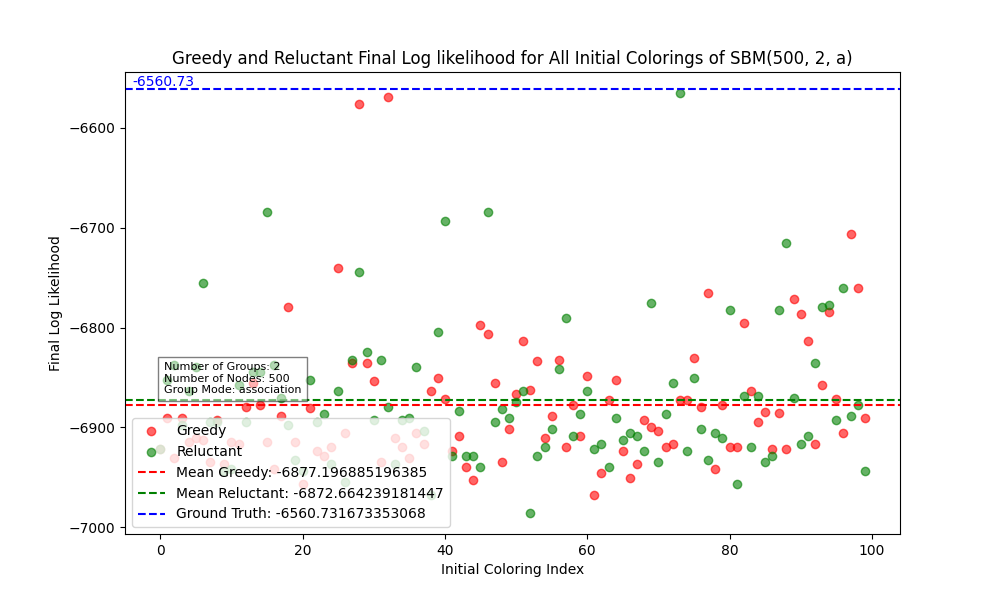 Greedy and Reluctant Final Log likelihood for All Initial Colorings of SBM(500, 2, a)
-6560.73
−6600
−6700
−6800
−6900
−7000
Final Log Likelihood
Number of Groups: 2
Number of Nodes: 500
Group Mode: association
Greedy
Reluctant
Mean Greedy: -6877.196885196385
Mean Reluctant: -6872.664239181447
Ground Truth: -6560.731673353068
0
20
40
60
80
100
Initial Coloring Index